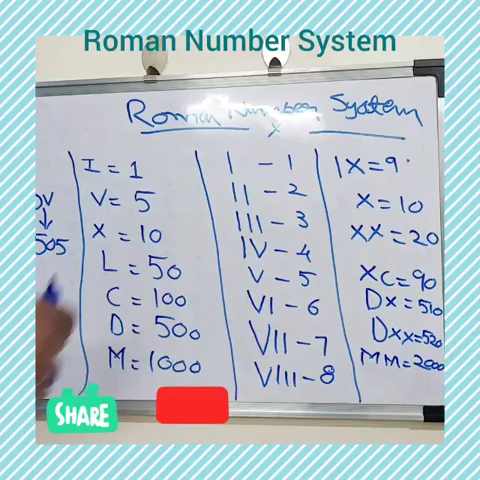 Roman Number System
Roman Number System
x
DV
↓
505
I = 1
V = 5
X = 10
L = 50
C = 100
D = 500
M = 1000
I - 1
II - 2
III - 3
IV - 4
V - 5
VI - 6
VII - 7
VIII - 8
IX = 9
X = 10
XX = 20
XC = 90
DX = 510
DXX = 520
MM = 2000
SHARE